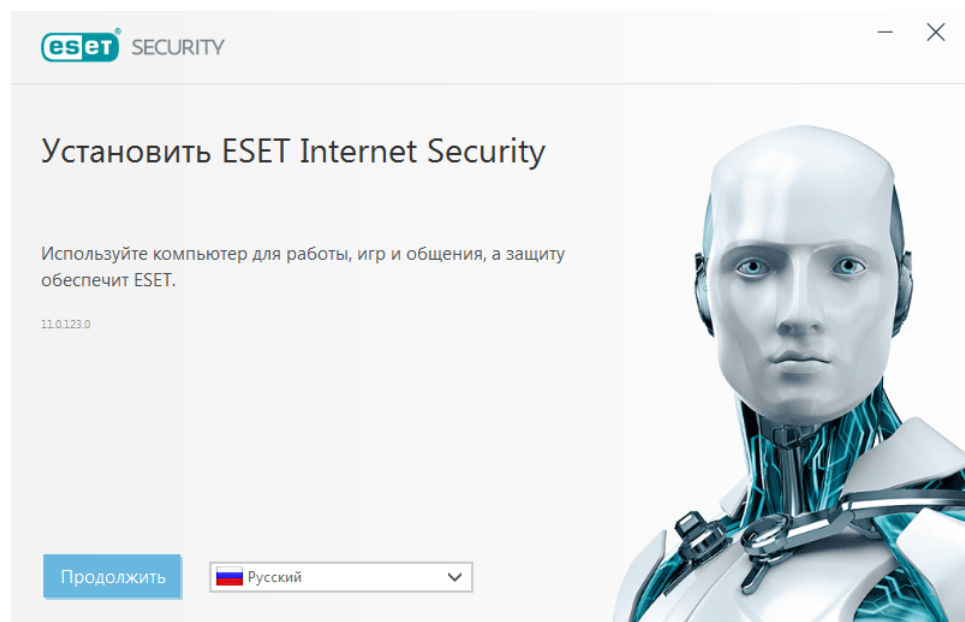 eset® SECURITY
Установить ESET Internet Security
Используйте компьютер для работы, игр и общения, а защиту
обеспечит ESET.
11.0.123.0
Продолжить
Русский